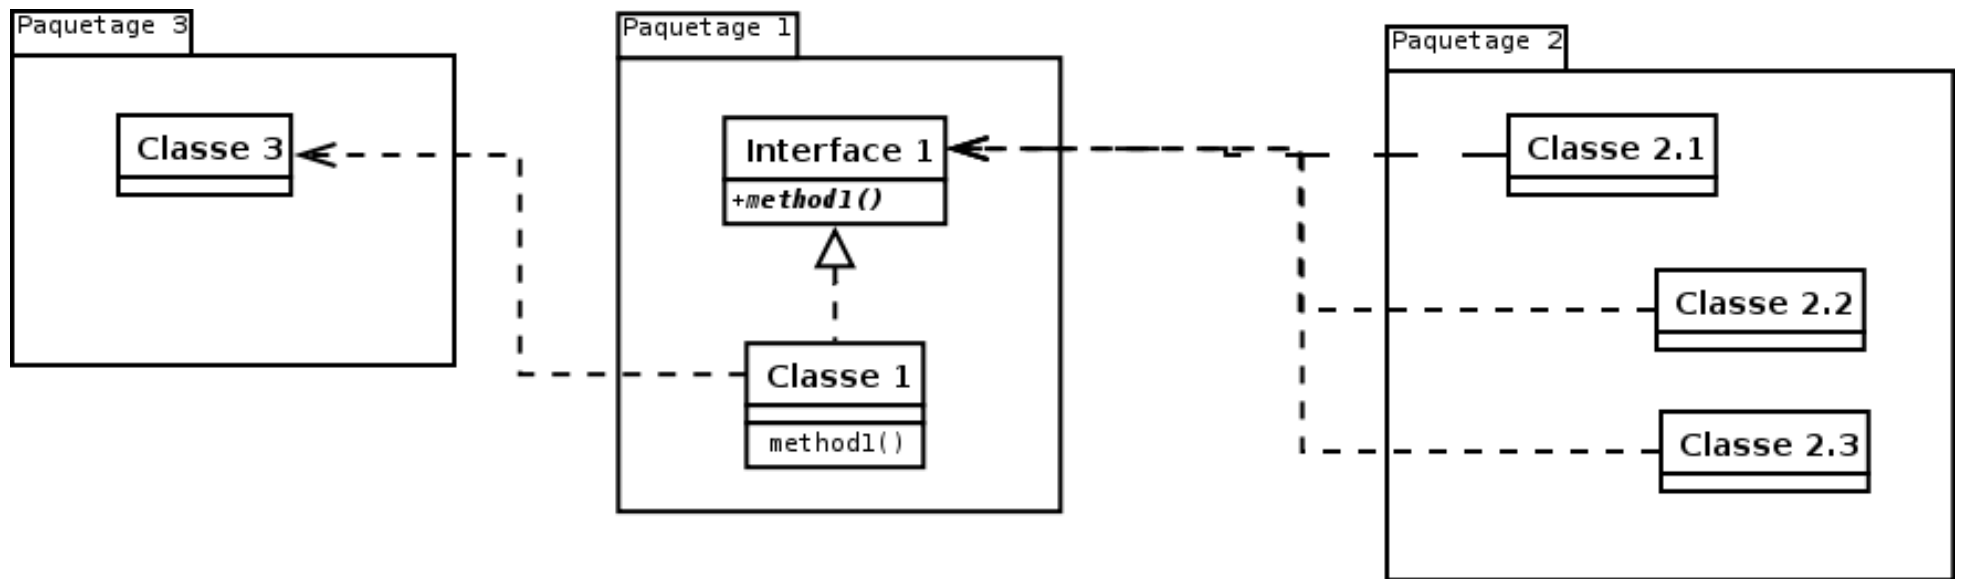 Paquetage 3
Classe 3
Paquetage 1
Interface 1
+method1()
Classe 1
method1()
Paquetage 2
Classe 2.1
Classe 2.2
Classe 2.3